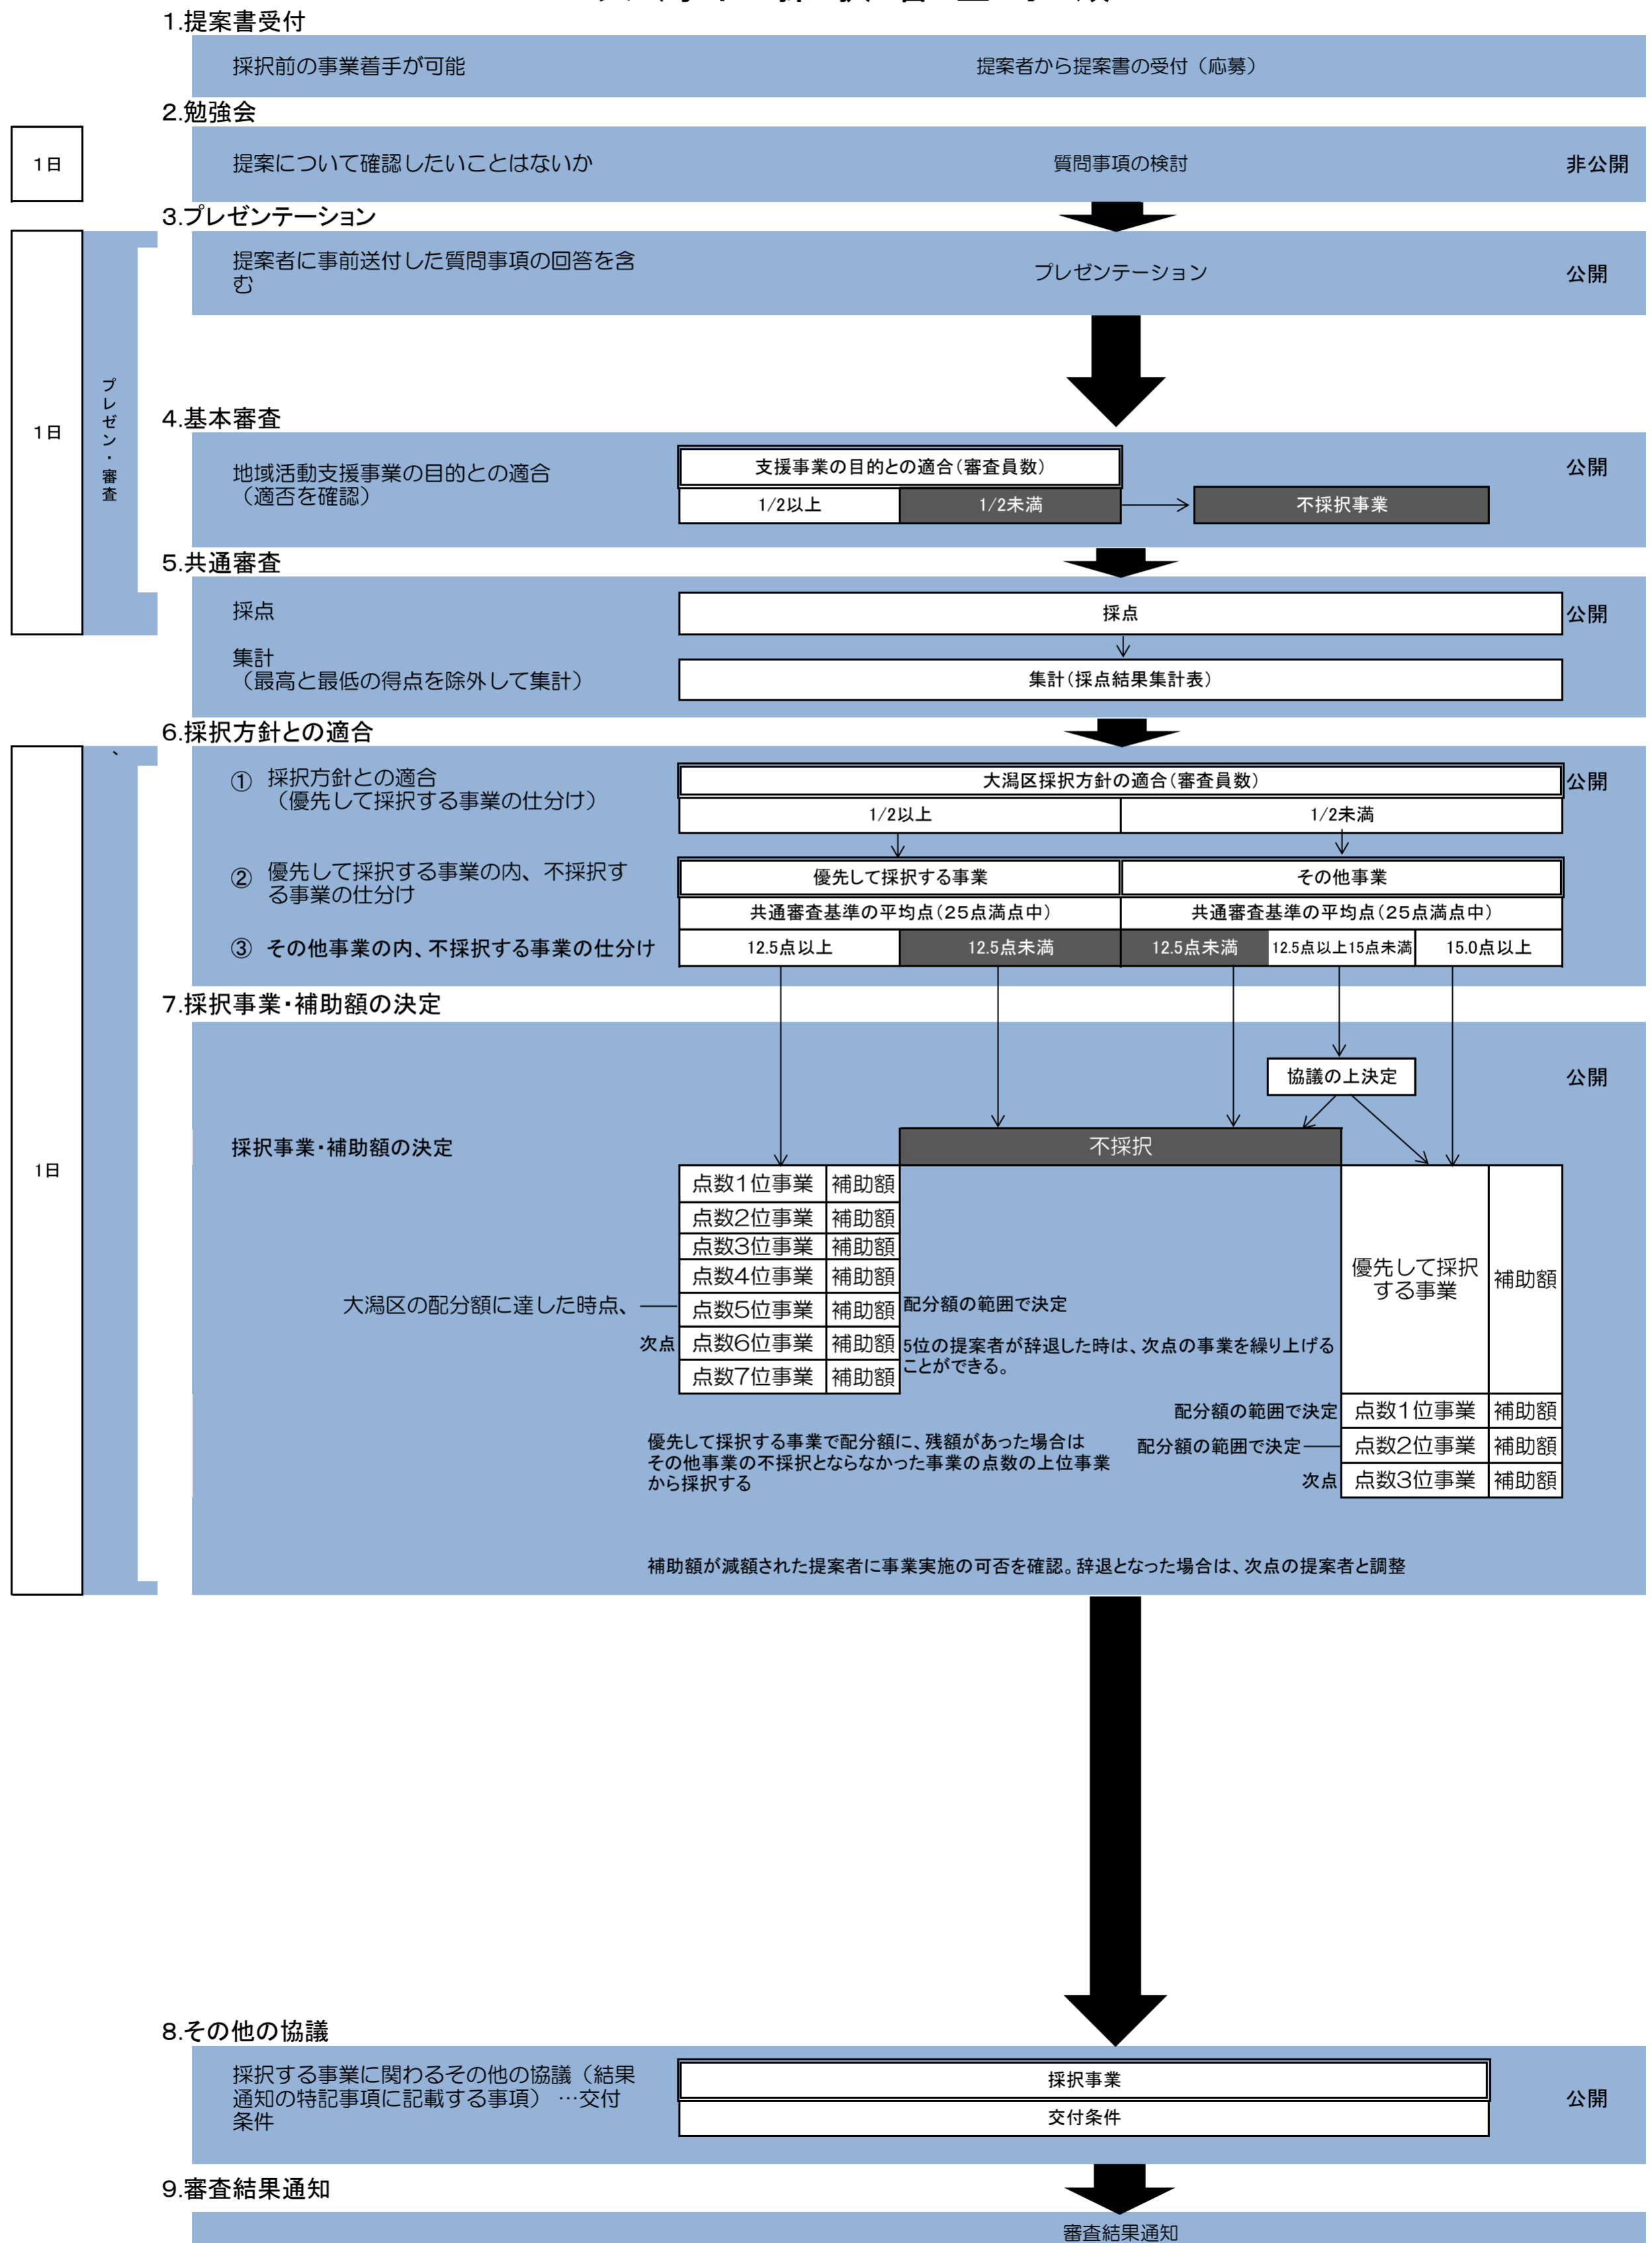 1.提案書受付
採択前の事業着手が可能
提案者から提案書の受付（応募）
2.勉強会
1日
提案について確認したいことはないか
質問事項の検討
非公開
3.プレゼンテーション
提案者に事前送付した質問事項の回答を含
む
プレゼンテーション
公開
1日
プレゼン・審査
4.基本審査
地域活動支援事業の目的との適合
（適否を確認）
支援事業の目的との適合（審査員数）
1/2以上
1/2未満
不採択事業
公開
5.共通審査
採点
採点
公開
集計
（最高と最低の得点を除外して集計）
集計（採点結果集計表）
6.採択方針との適合
、
① 採択方針との適合
（優先して採択する事業の仕分け）
大潟区採択方針の適合（審査員数）
公開
1/2以上
1/2未満
② 優先して採択する事業の内、不採択す
る事業の仕分け
優先して採択する事業
その他事業
共通審査基準の平均点（25点満点中）
共通審査基準の平均点（25点満点中）
③ その他事業の内、不採択する事業の仕分け
12.5点以上
12.5点未満
12.5点未満
12.5点以上15点未満
15.0点以上
7.採択事業・補助額の決定
協議の上決定
公開
1日
採択事業・補助額の決定
不採択
点数1位事業 補助額
点数2位事業 補助額
点数3位事業 補助額
点数4位事業 補助額
大潟区の配分額に達した時点、
点数5位事業 補助額
配分額の範囲で決定
次点
点数6位事業 補助額
5位の提案者が辞退した時は、次点の事業を繰り上げる
ことができる。
点数7位事業 補助額
優先して採択
する事業
補助額
配分額の範囲で決定
点数1位事業 補助額
優先して採択する事業で配分額に、残額があった場合は
その他事業の不採択とならなかった事業の点数の上位事業
から採択する
配分額の範囲で決定
点数2位事業 補助額
次点
点数3位事業 補助額
補助額が減額された提案者に事業実施の可否を確認。辞退となった場合は、次点の提案者と調整
8.その他の協議
採択する事業に関わるその他の協議（結果
通知の特記事項に記載する事項） …交付
条件
採択事業
交付条件
公開
9.審査結果通知
審査結果通知